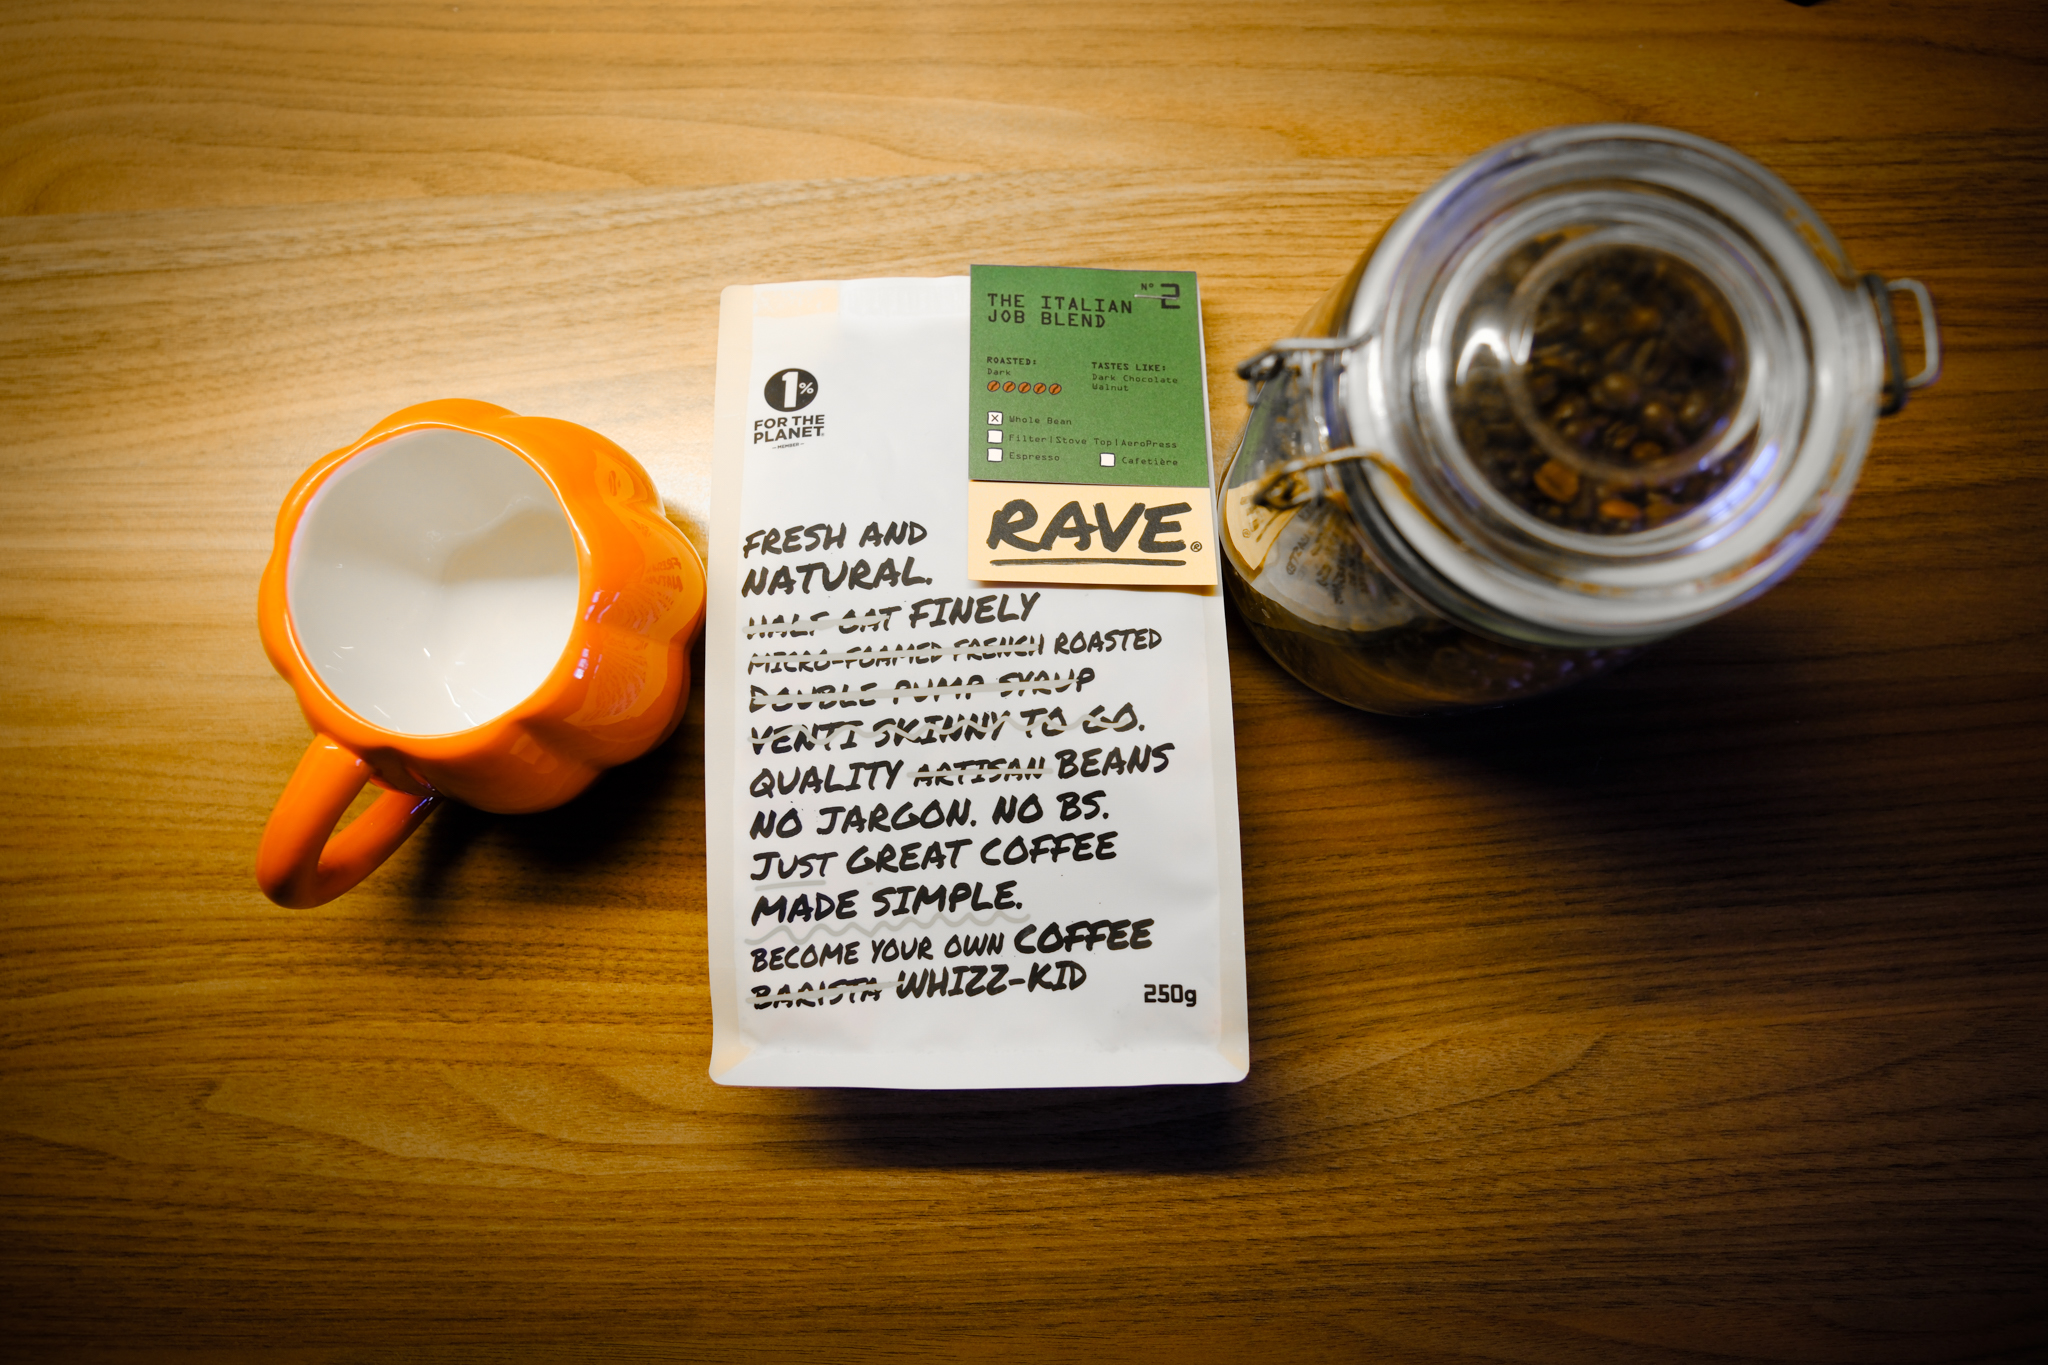 Nº 2
THE ITALIAN
JOB BLEND
ROASTED:
Dark
TASTES LIKE:
Dark Chocolate
Walnut
Whole Bean
Filter|Stove Top|AeroPress
Espresso
Cafetière
RAVE.®
1%
FOR THE
PLANET
MEMBER
FRESH AND
NATURAL.
HALF CAT FINELY
MICRO-FOAMED FRENCH ROASTED
DOUBLE PUMP SYRUP
VENTI SKINNY TO GO.
QUALITY ARTISAN BEANS
NO JARGON. NO BS.
JUST GREAT COFFEE
MADE SIMPLE.
BECOME YOUR OWN COFFEE
BARISTA WHIZZ-KID
250g